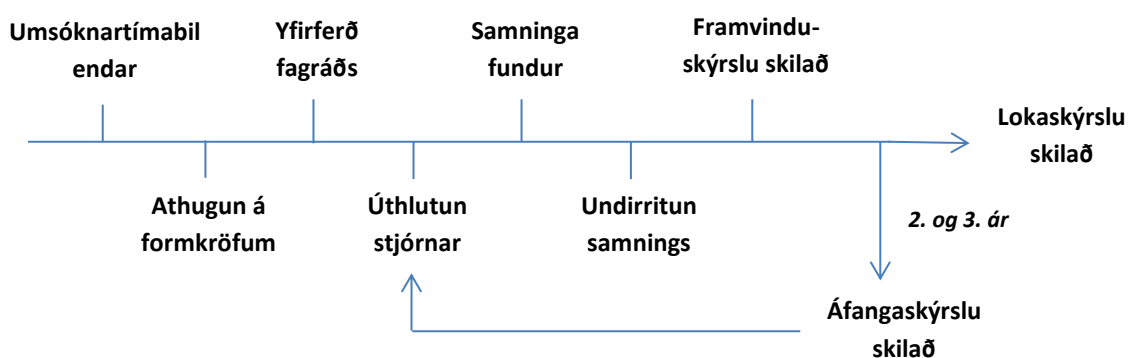 Umsóknartímabil
endar
Yfirferð
fagráðs
Samninga
fundur
Framvindu-
skýrslu skilað
Lokaskýrslu
skilað
Athugun á
formkröfum
Úthlutun
stjórnar
Undirritun
samnings
2. og 3. ár
Áfangaskýrslu
skilað